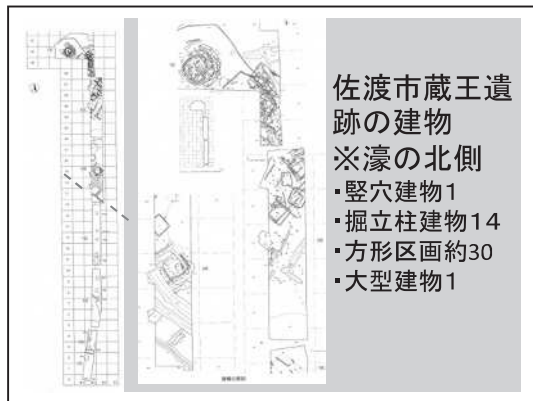 佐渡市蔵王遺
跡の建物
※濠の北側
・竪穴建物1
・掘立柱建物14
・方形区画約30
・大型建物1